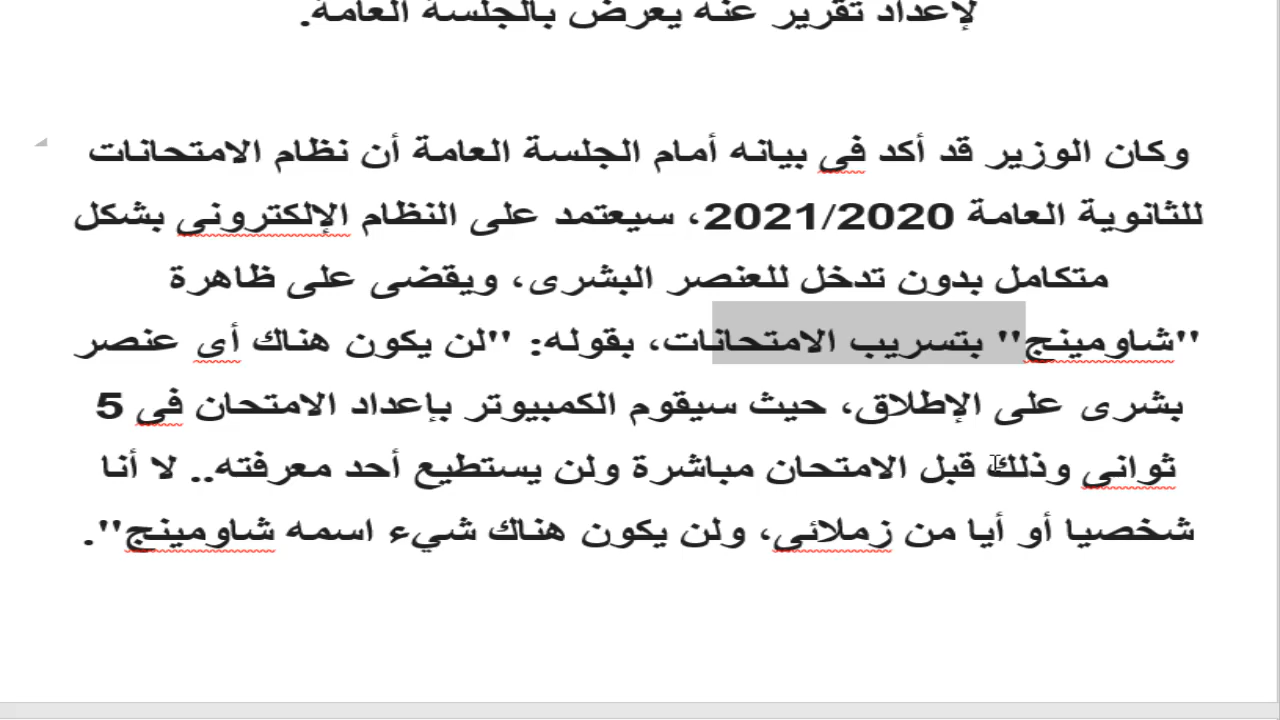 لإعداد تقرير عنه يعرض بالجلسة العامة.
وكان الوزير قد أكد فى بيانه أمام الجلسة العامة أن نظام الامتحانات
للثانوية العامة 2021/2020، سيعتمد على النظام الإلكترونى بشكل
متكامل بدون تدخل للعنصر البشرى، ويقضى على ظاهرة
"شاومينج" بتسريب الامتحانات، بقوله: "لن يكون هناك أى عنصر
بشرى على الإطلاق، حيث سيقوم الكمبيوتر بإعداد الامتحان فى 5
ثوانى وذلك قبل الامتحان مباشرة ولن يستطيع أحد معرفته.. لا أنا
شخصيا أو أيا من زملائى، ولن يكون هناك شيء اسمه شاومينج".